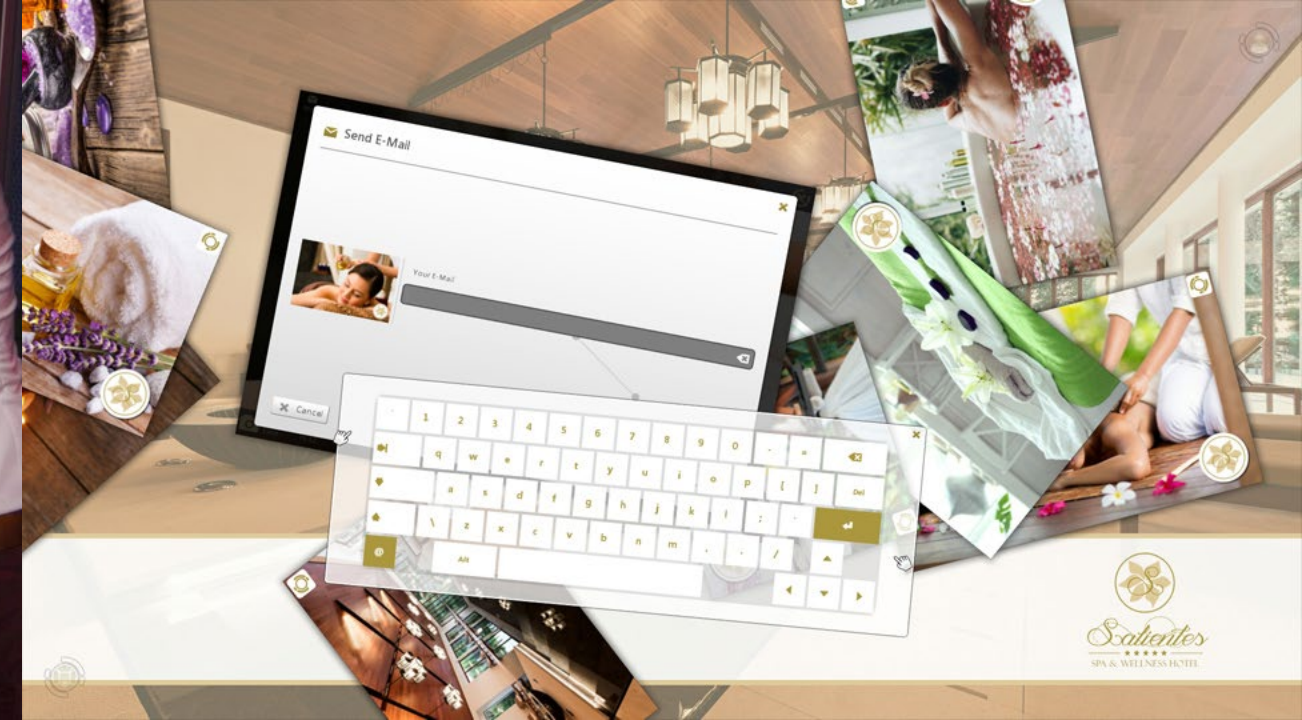 Send E-Mail
Your E-Mail
Cancel
1 2 3 4 5 6 7 8 9 0 - =
q w e r t y u i o p [ ]
Del
a s d f g h j k l ;
\ z x c v b n m , . /
@
Alt
Salientes
SPA & WELLNESS HOTEL